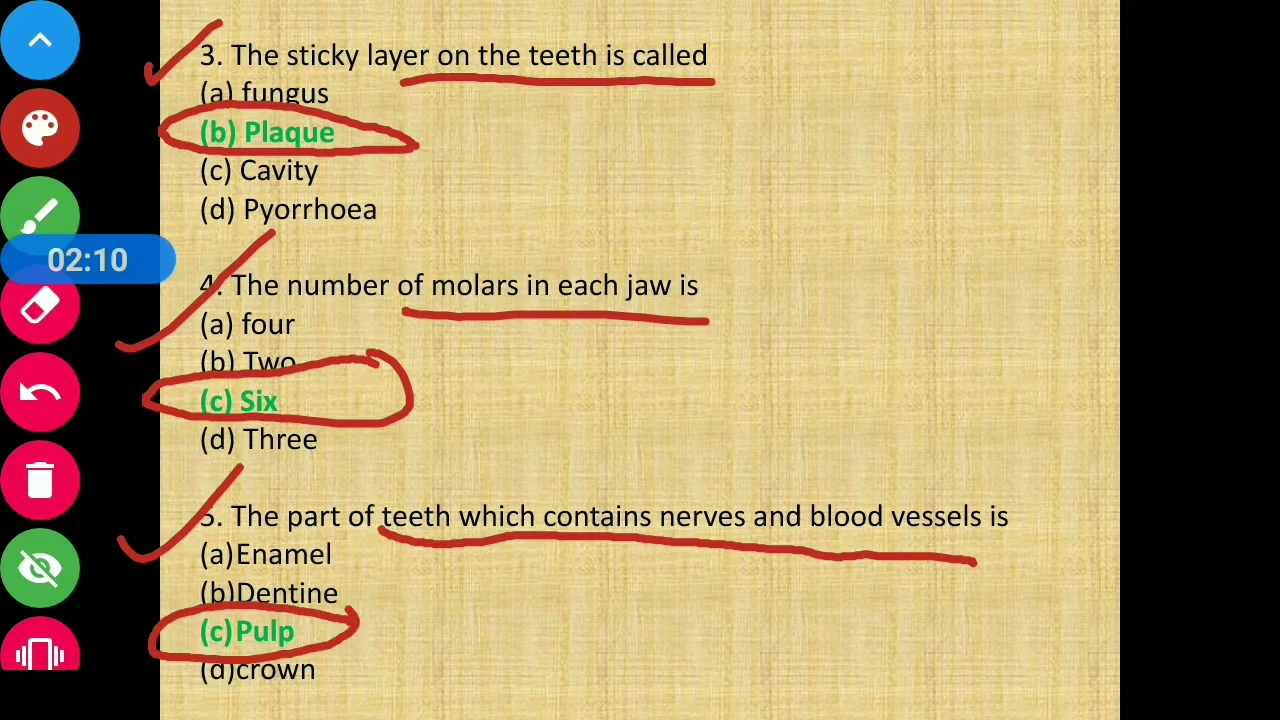 3. The sticky layer on the teeth is called
(a) fungus
(b) Plaque
(c) Cavity
(d) Pyorrhoea
02:10
4. The number of molars in each jaw is
(a) four
(b) Two
(c) Six
(d) Three
5. The part of teeth which contains nerves and blood vessels is
(a)Enamel
(b)Dentine
(c)Pulp
(d)crown